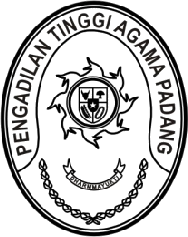 PENGADILAN TINGGI AGAMA PADANG
DHARMMAYUKTI